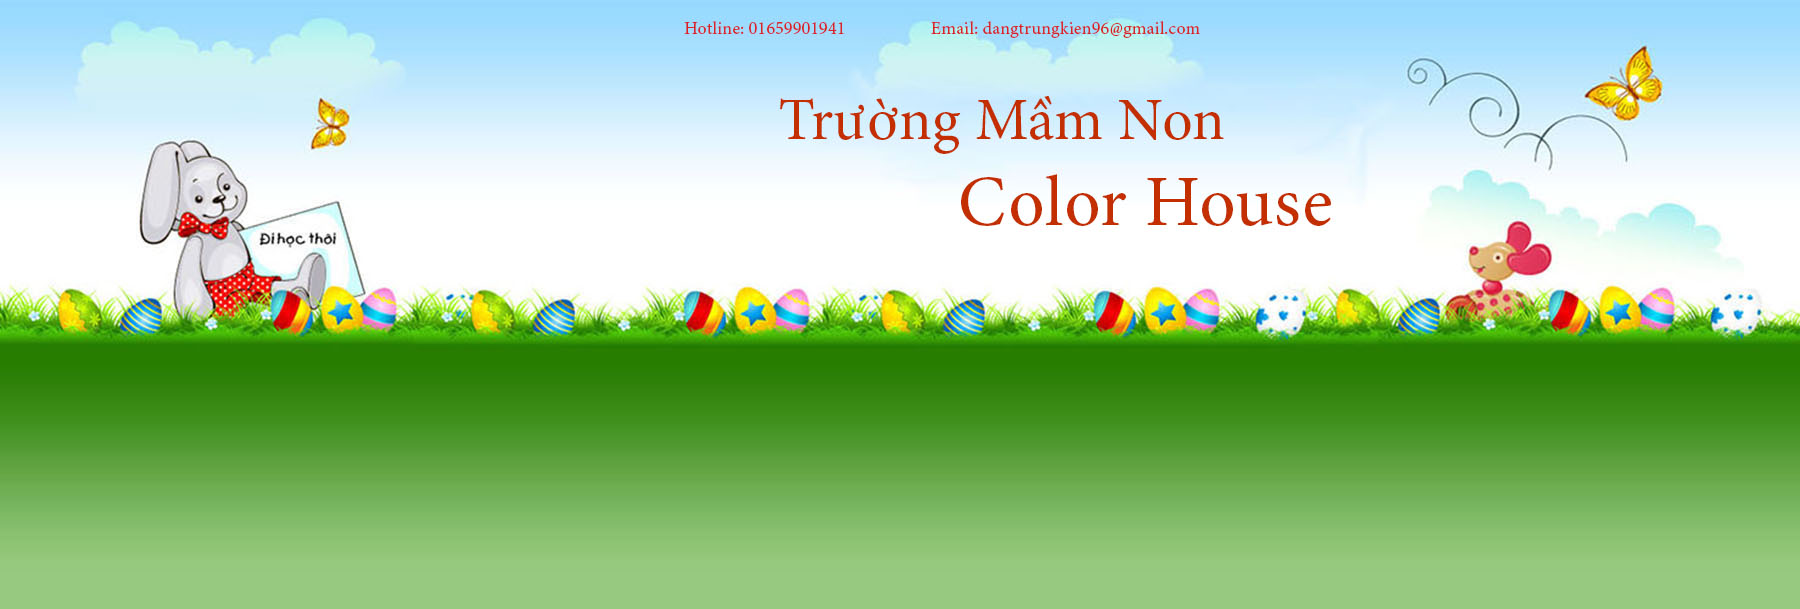 Hotline: 01659901941 Email: dangtrungkien96@gmail.com
Trường Mầm Non
Color House
Đi học thôi